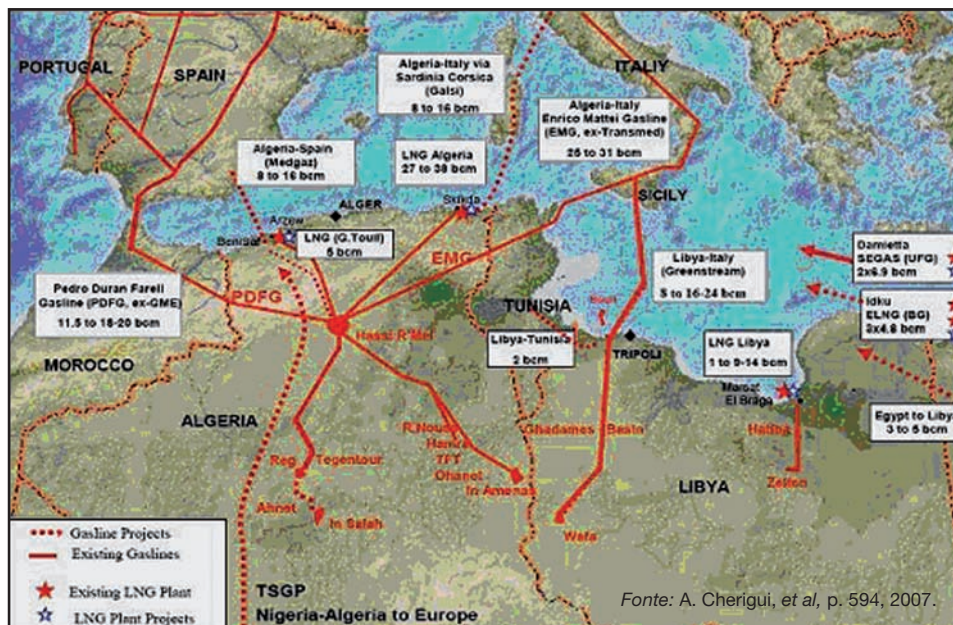 PORTUGAL
SPAIN
ITALIY
Algeria-Italy via
Sardinia Corsica
(Galsi)
8 to 16 bcm
Algeria-Italy
Enrico Mattei Gasline
(EMG, ex-Transmed)
25 to 31 bcm
Algeria-Spain
(Medgaz)
8 to 16 bcm
LNG Algeria
27 to 38 bcm
SICILY
ALGER
Skikda
Arzew
Benisaf
LNG (G.Touil)
5 bcm
EMG
PDFG
Pedro Duran Farell
Gasline (PDFG, ex-GME)
11.5 to 18-20 bcm
Libya-Italy
(Greenstream)
8 to 16-24 bcm
Damietta
SEGAS (UFG)
2x6.9 bcm
Idku
ELNG (BG)
3x4.8 bcm
TUNISIA
Hassi R'Mel
Libya-Tunisia
2 bcm
TRIPOLI
LNG Libya
1 to 9-14 bcm
MOROCCO
Marsat
El Braga
Egypt to Liby
3 to 5 bcm
ALGERIA
R.Nouss
Hamra
TFT
Ohanet
In Amenas
Ghadames Basin
Hatiba
Zelten
Reg Tegentour
LIBYA
Ahnet
In Salah
Wafa
Gasline Projects
Existing Gaslines
Existing LNG Plant
LNG Plant Projects
TSGP
Nigeria-Algeria to Europe
Fonte: A. Cherigui, et al, p. 594, 2007.